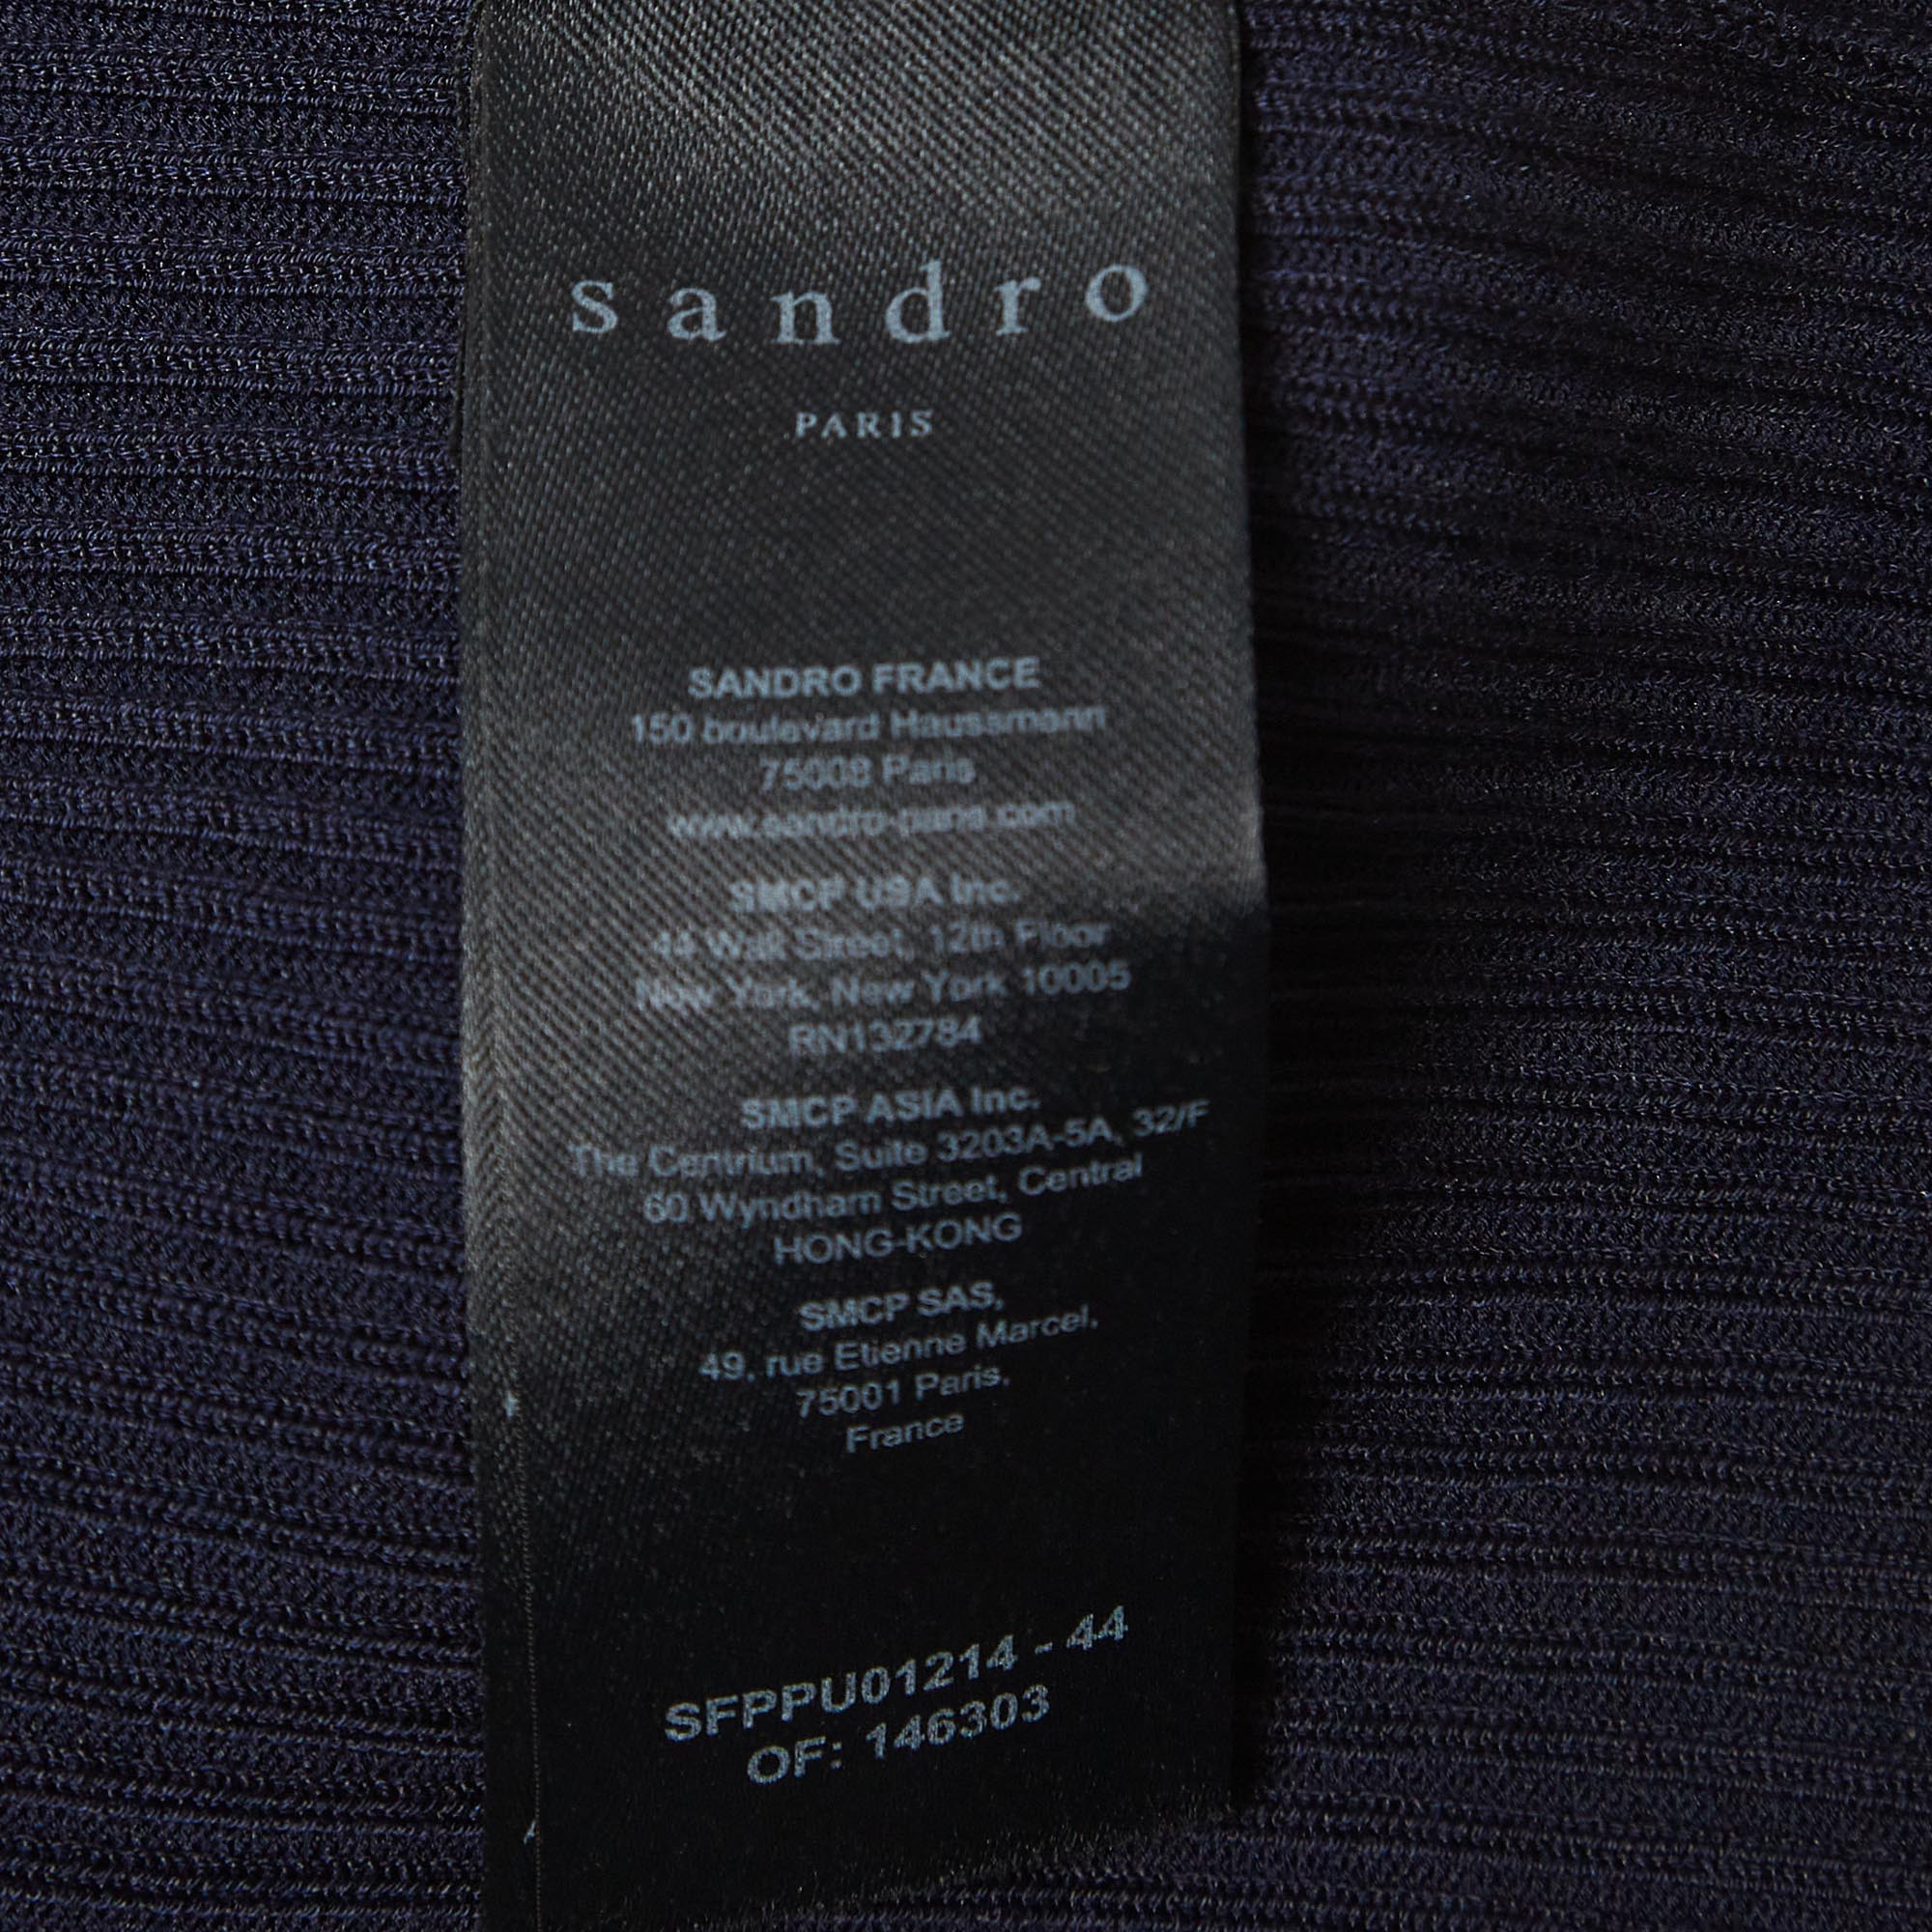 sandro
PARIS
SANDRO FRANCE
150 boulevard Haussmann
75008 Paris
www.sandro-paris.com
SMCP USA Inc.
44 Wall Street, 12th Floor
New York, New York 10005
RN132784
SMCP ASIA Inc.
The Centrium, Suite 3203A-5A, 32/F
60 Wyndham Street, Central
HONG-KONG
SMCP SAS,
49, rue Etienne Marcel,
75001 Paris,
France
SFPPU01214 - 44
OF: 146303